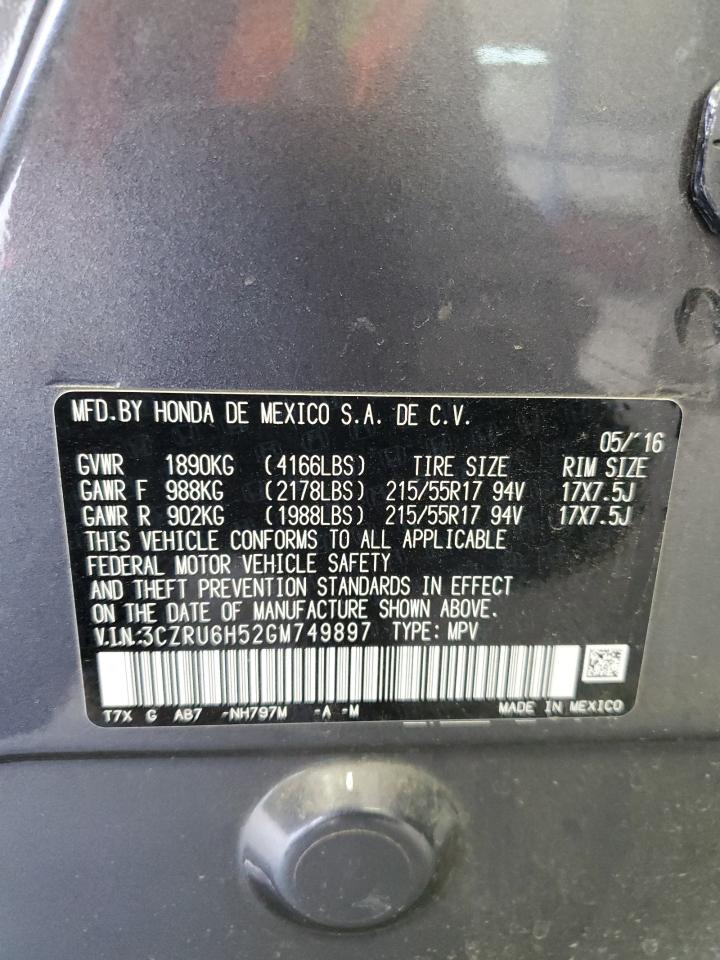 MFD.BY HONDA DE MEXICO S.A. DE C.V.
05/16
GVWR 1890KG (4166LBS) TIRE SIZE RIM SIZE
GAWR F 988KG (2178LBS) 215/55R17 94V 17X7.5J
GAWR R 902KG (1988LBS) 215/55R17 94V 17X7.5J
THIS VEHICLE CONFORMS TO ALL APPLICABLE
FEDERAL MOTOR VEHICLE SAFETY
AND THEFT PREVENTION STANDARDS IN EFFECT
ON THE DATE OF MANUFACTURE SHOWN ABOVE.
V.I.N.:3CZRU6H52GM749897 TYPE: MPV
T7X G AB7 -NH797M -A -M MADE IN MEXICO